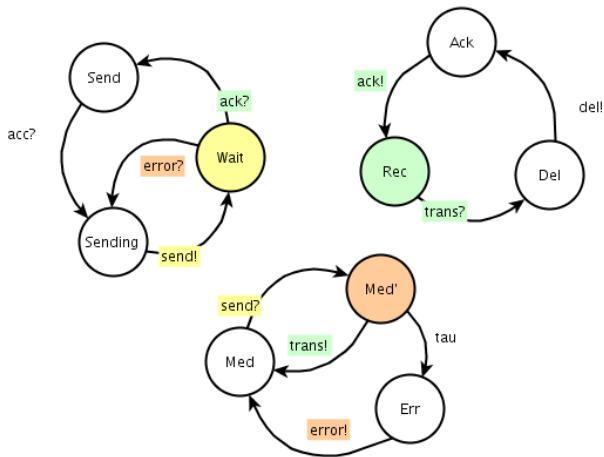 Send
ack?
acc?
error?
Wait
Sending
send!
Ack
ack!
del!
Rec
Del
trans?
Med'
send?
trans!
tau
Med
Err
error!